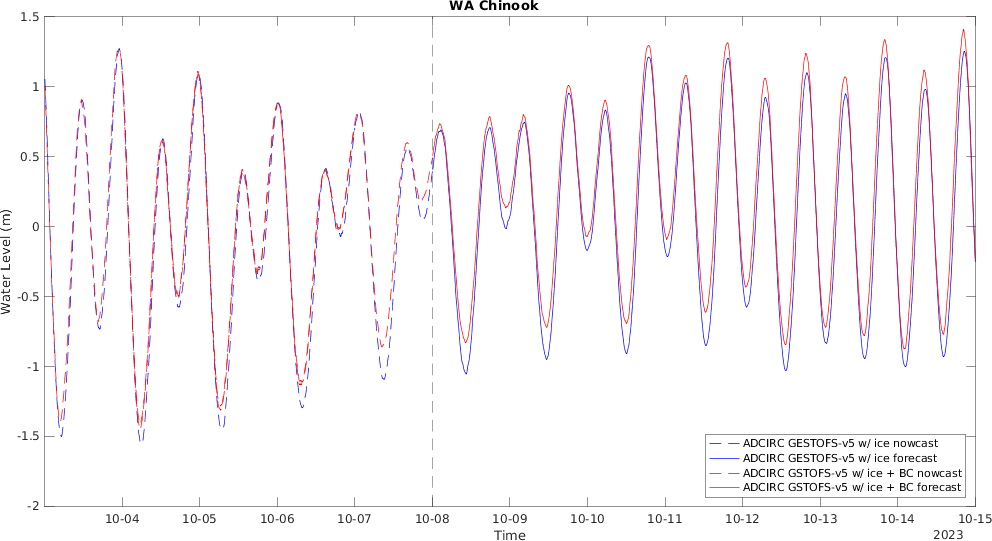 WA Chinook
1.5
1
0.5
0
-0.5
-1
-1.5
-2
Water Level (m)
ADCIRC GESTOFS-v5 w/ ice nowcast
ADCIRC GESTOFS-v5 w/ ice forecast
ADCIRC GSTOFS-v5 w/ ice + BC nowcast
ADCIRC GSTOFS-v5 w/ ice + BC forecast
10-04 10-05 10-06 10-07 10-08 10-09 10-10 10-11 10-12 10-13 10-14 10-15
Time
2023